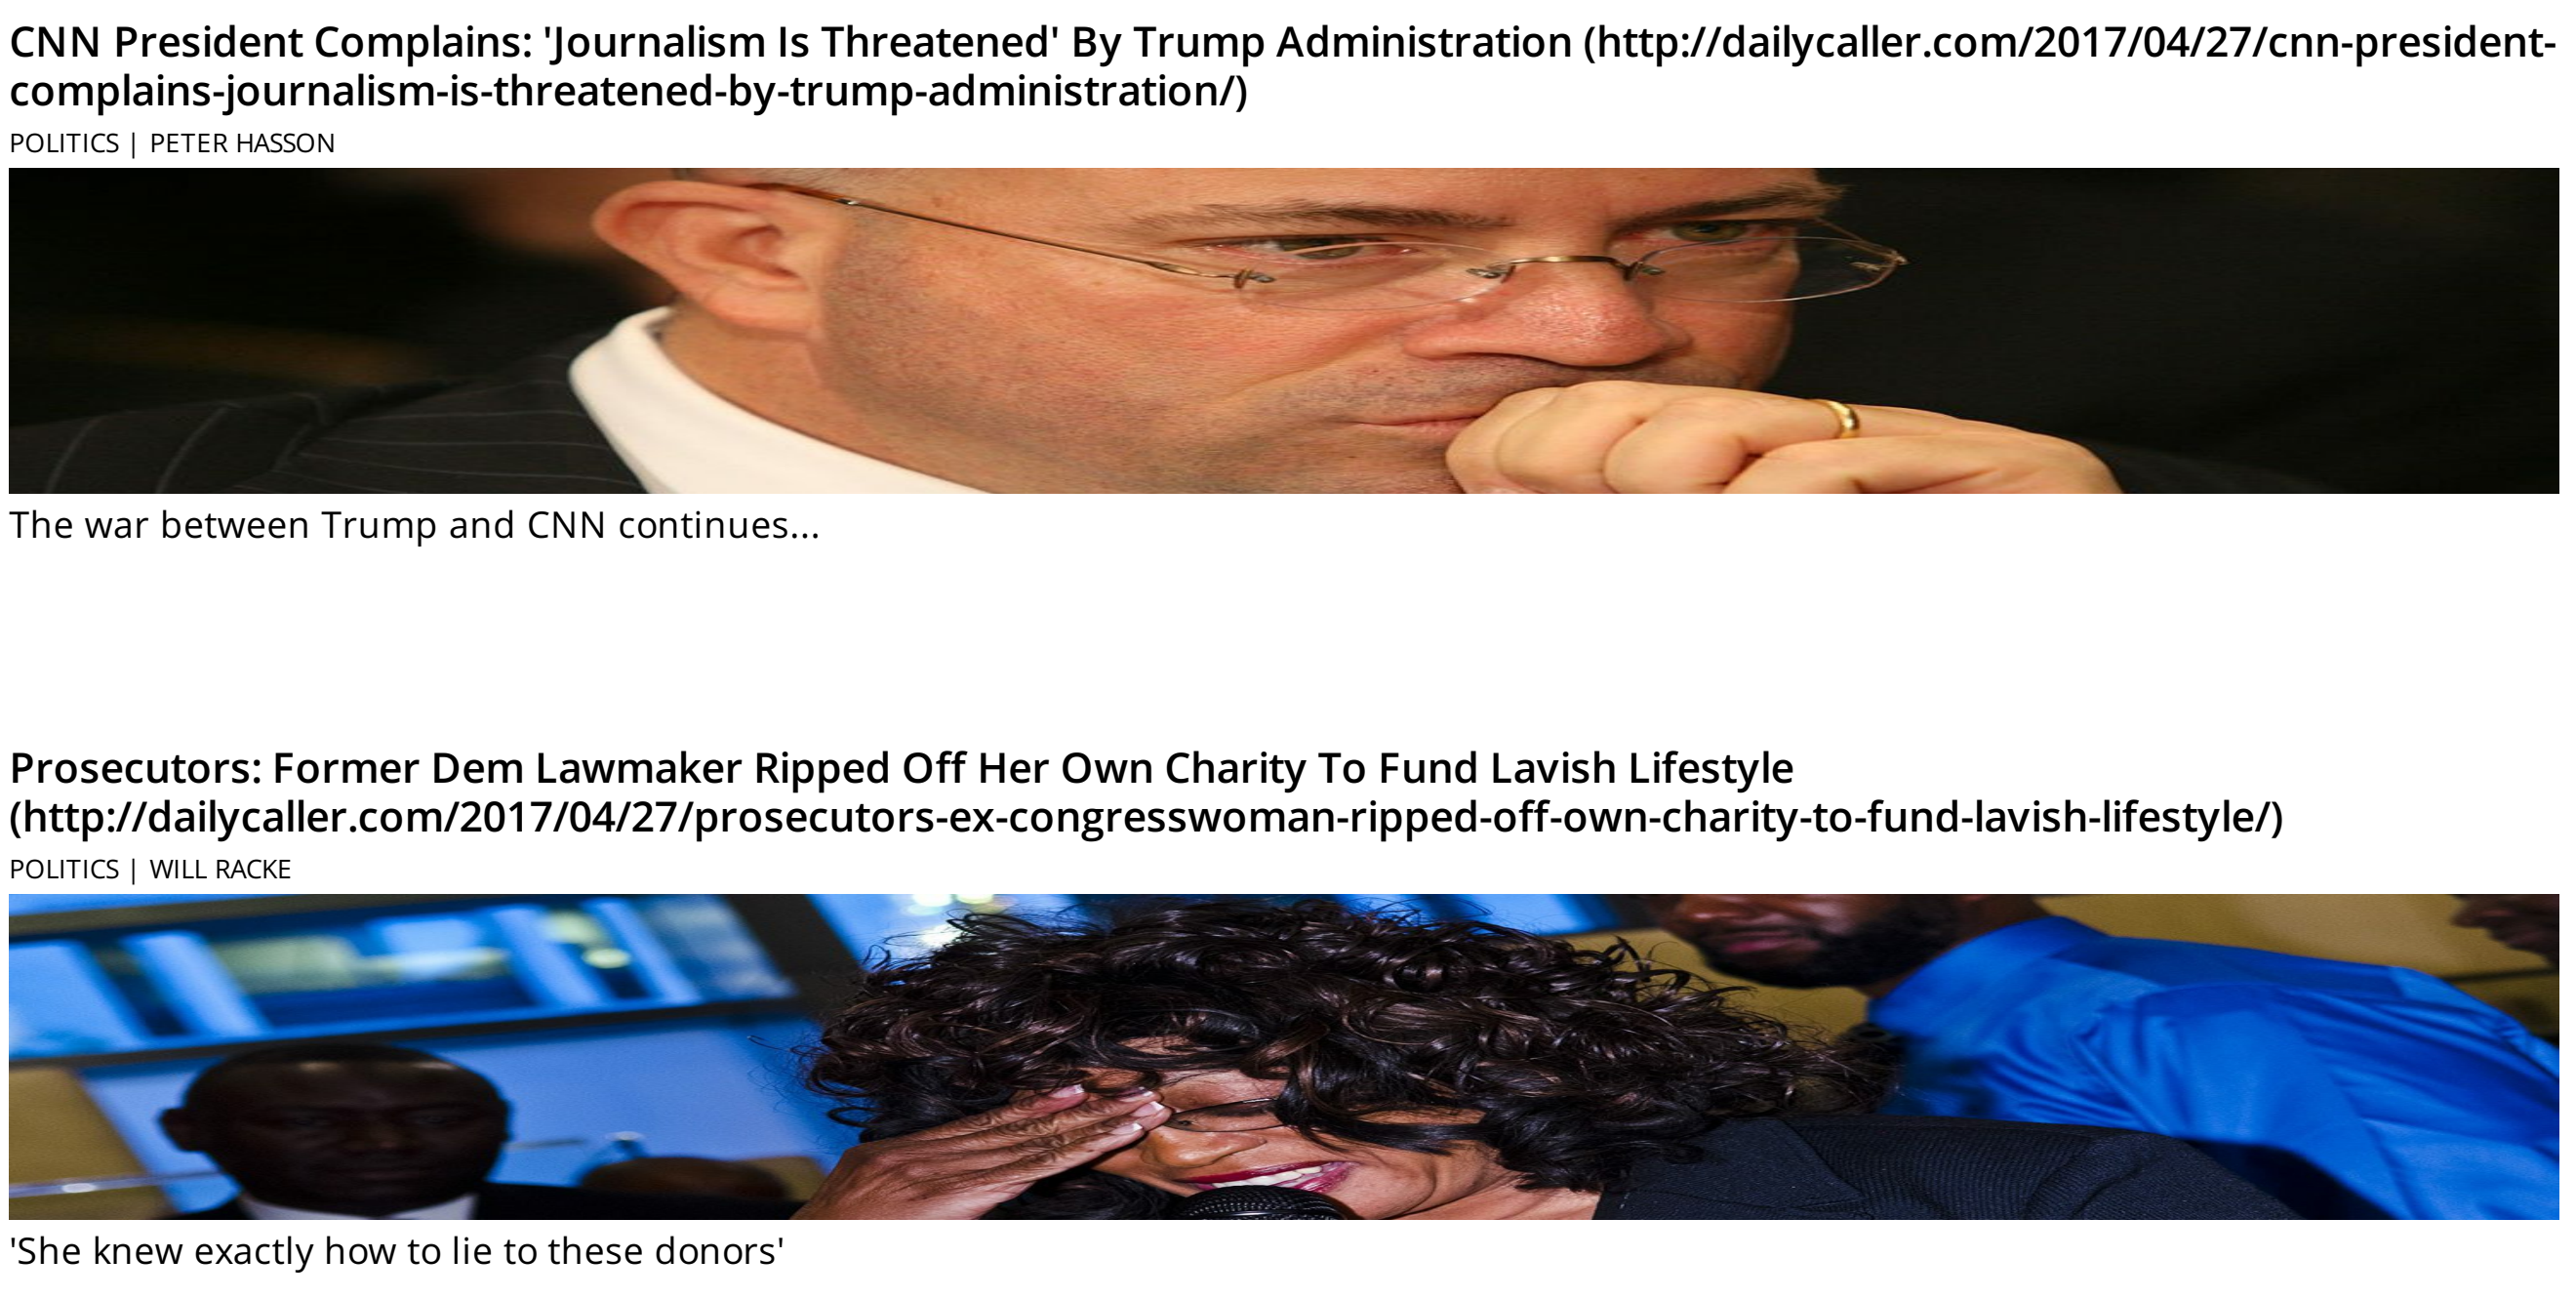 CNN President Complains: 'Journalism Is Threatened' By Trump Administration (http://dailycaller.com/2017/04/27/cnn-president-
complains-journalism-is-threatened-by-trump-administration/)
POLITICS | PETER HASSON
The war between Trump and CNN continues...
Prosecutors: Former Dem Lawmaker Ripped Off Her Own Charity To Fund Lavish Lifestyle
(http://dailycaller.com/2017/04/27/prosecutors-ex-congresswoman-ripped-off-own-charity-to-fund-lavish-lifestyle/)
POLITICS | WILL RACKE
'She knew exactly how to lie to these donors'